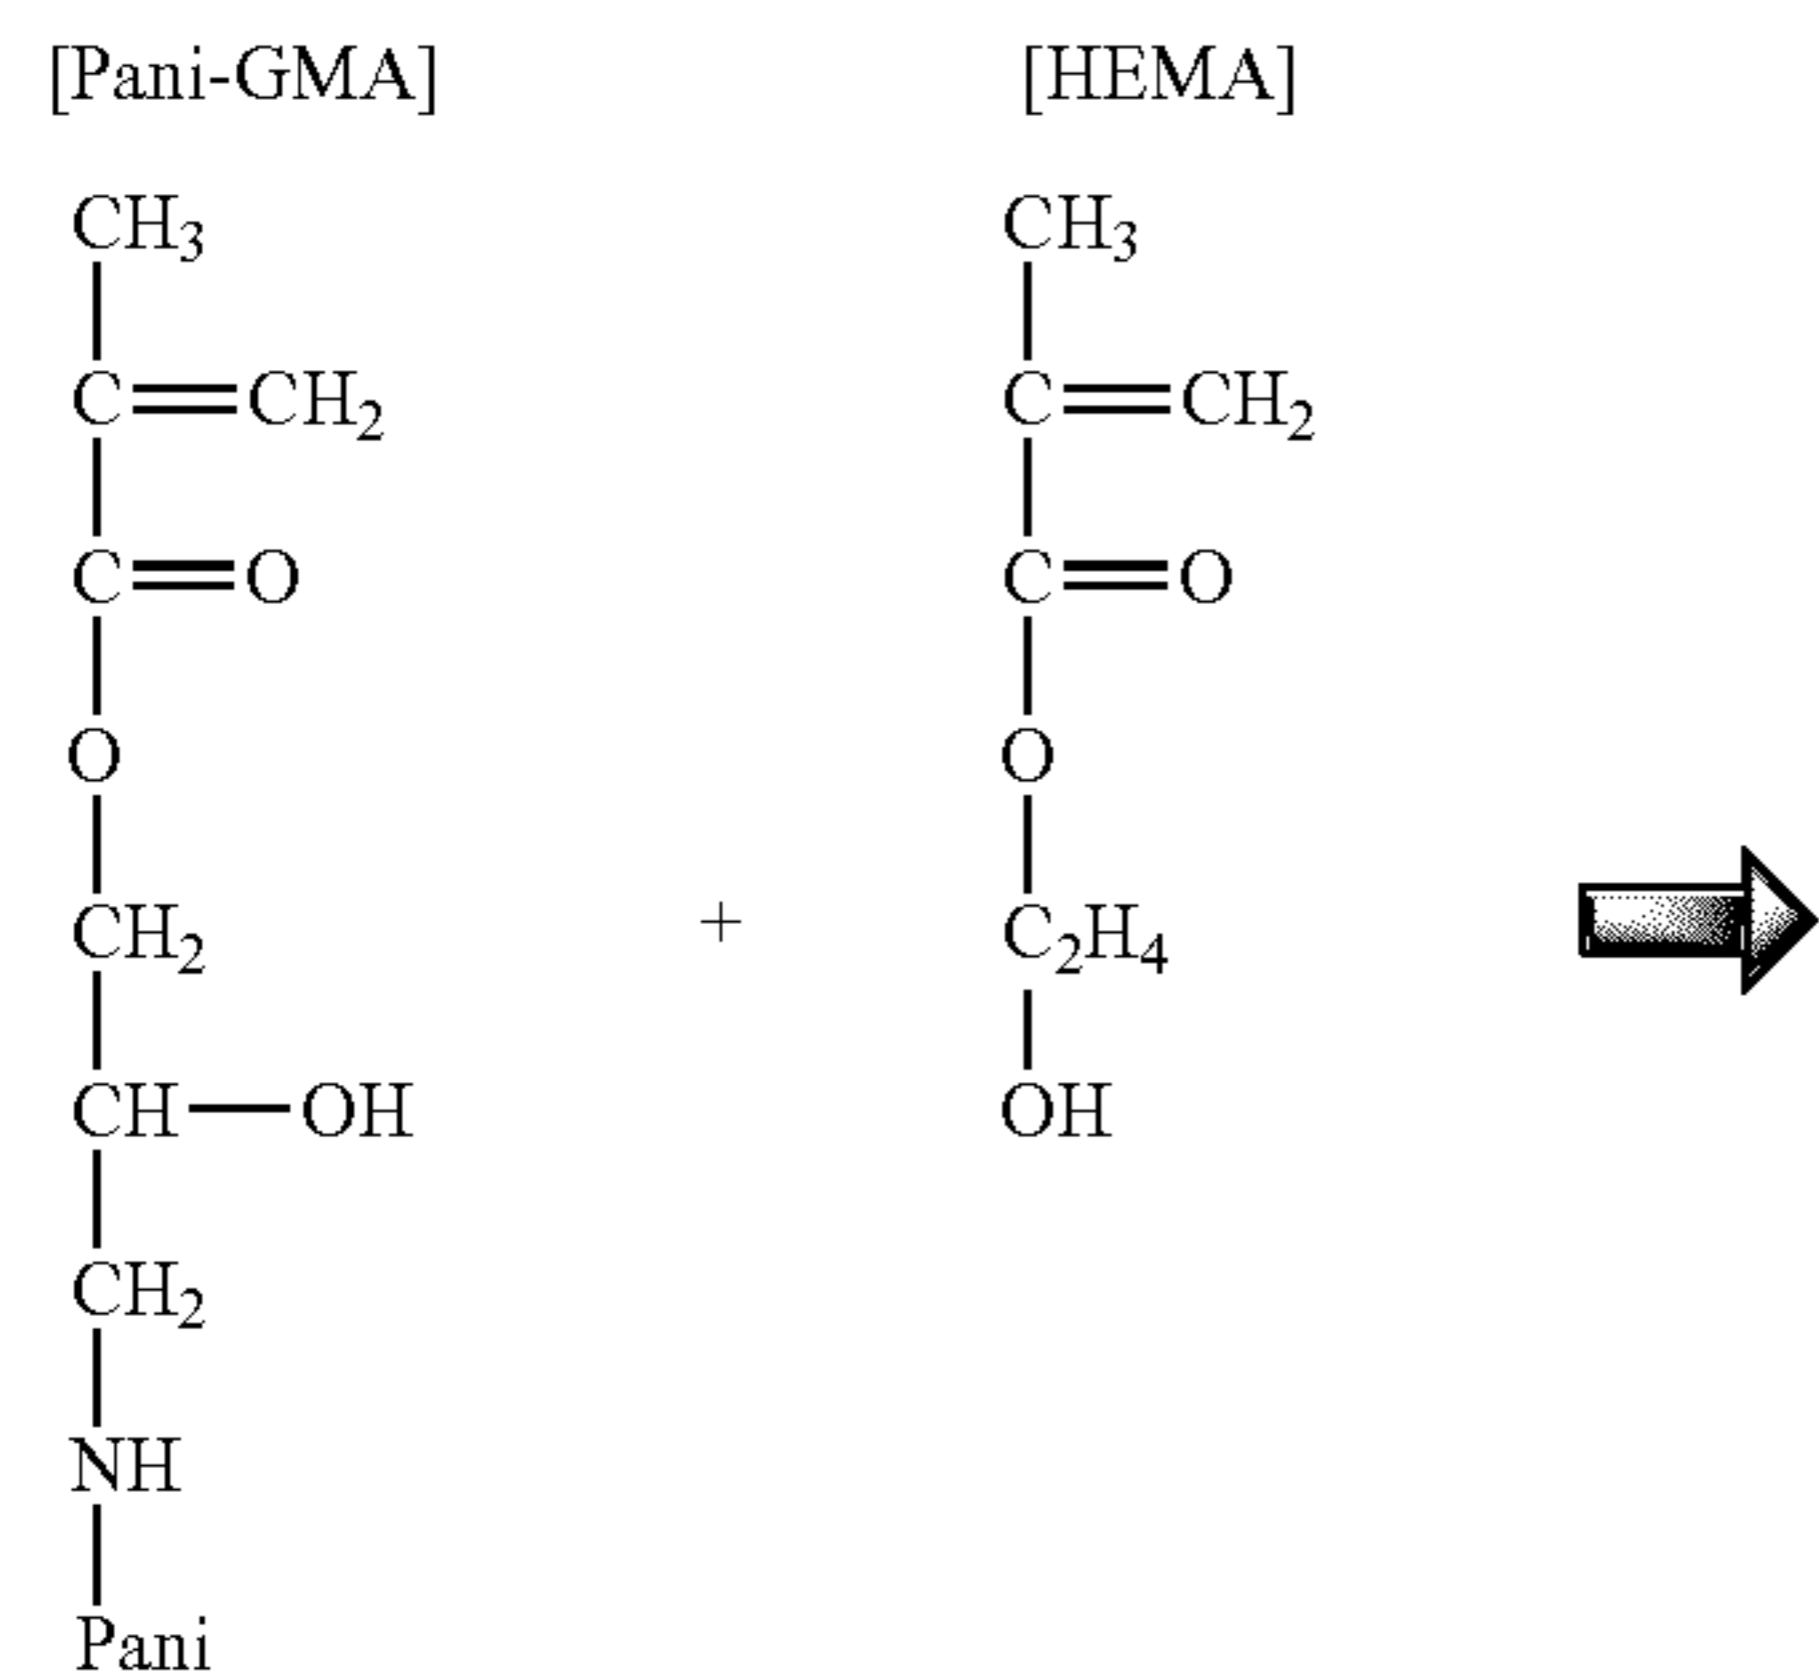 [Pani-GMA] [HEMA]
CH3 CH3
C=CH2 C=CH2
C=O C=O
O O
CH2 + C2H4
CH—OH OH
CH2
NH
Pani